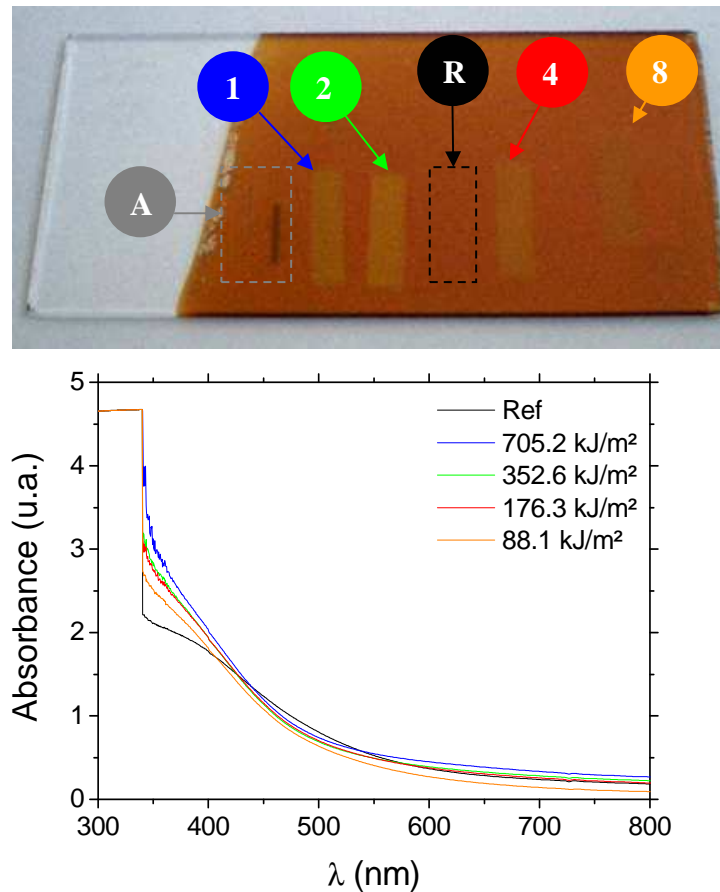 1
2
R
4
8
A
5
4
3
2
1
0
Absorbance (u.a.)
Ref
705.2 kJ/m²
352.6 kJ/m²
176.3 kJ/m²
88.1 kJ/m²
300 400 500 600 700 800
λ (nm)